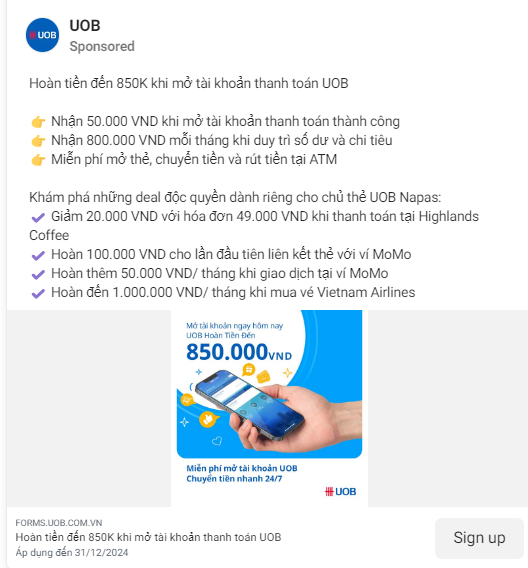 UOB
UOB
Sponsored
Hoàn tiền đến 850K khi mở tài khoản thanh toán UOB
👉 Nhận 50.000 VND khi mở tài khoản thanh toán thành công
👉 Nhận 800.000 VND mỗi tháng khi duy trì số dư và chi tiêu
👉 Miễn phí mở thẻ, chuyển tiền và rút tiền tại ATM
Khám phá những deal độc quyền dành riêng cho chủ thẻ UOB Napas:
✔ Giảm 20.000 VND với hóa đơn 49.000 VND khi thanh toán tại Highlands
Coffee
✔ Hoàn 100.000 VND cho lần đầu tiên liên kết thẻ với ví MoMo
✔ Hoàn thêm 50.000 VND/ tháng khi giao dịch tại ví MoMo
✔ Hoàn đến 1.000.000 VND/ tháng khi mua vé Vietnam Airlines
Mở tài khoản ngay hôm nay
UOB Hoàn Tiền Đến
850.000VND
Miễn phí mở tài khoản UOB
Chuyển tiền nhanh 24/7
UOB
FORMS.UOB.COM.VN
Hoàn tiền đến 850K khi mở tài khoản thanh toán UOB
Áp dụng đến 31/12/2024
Sign up